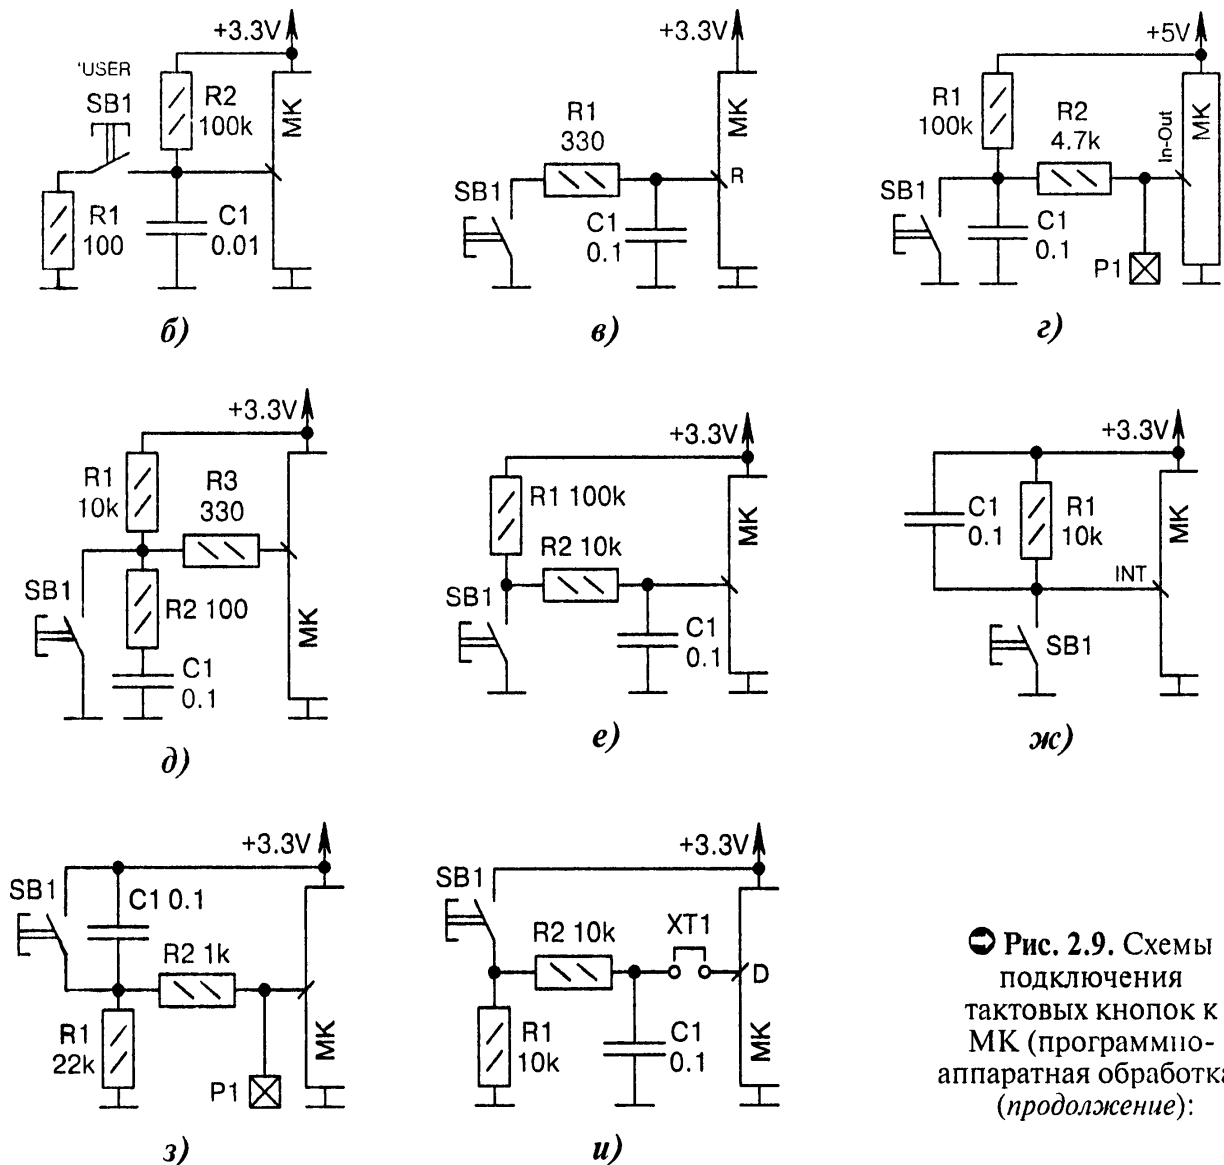 +3.3V
'USER
SB1
R2
100k
МК
R1
100
C1
0.01
б)
+3.3V
R1
330
МК
SB1
R
C1
0.1
в)
+5V
R1
100k
R2
4.7k
In-Out
МК
SB1
C1
0.1
P1
г)
+3.3V
R1
10k
R3
330
SB1
R2 100
МК
C1
0.1
д)
+3.3V
R1 100k
МК
R2 10k
SB1
C1
0.1
е)
+3.3V
C1
0.1
R1
10k
МК
INT
SB1
ж)
+3.3V
SB1
C1 0.1
R2 1k
R1
22k
МК
P1
з)
+3.3V
SB1
R2 10k
XT1
D
R1
10k
C1
0.1
МК
и)
➲ Рис. 2.9. Схемы
подключения
тактовых кнопок к
МК (программно-
аппаратная обработка
(продолжение):